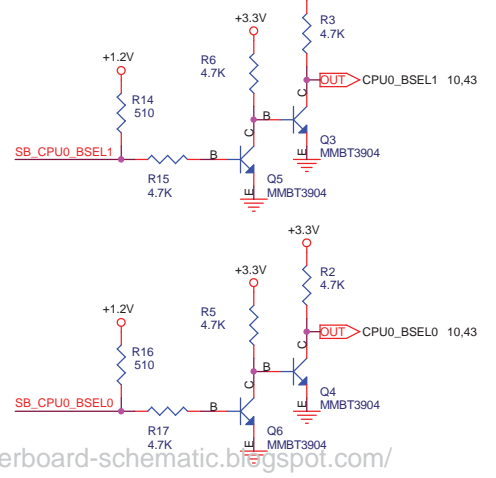 R3
4.7K
OUT CPU0_BSEL1 10,43
C
+3.3V
R6
4.7K
B
C
E
Q3
MMBT3904
+1.2V
R14
510
SB_CPU0_BSEL1
R15
4.7K
B
E
Q5
MMBT3904
+3.3V
R2
4.7K
OUT CPU0_BSEL0 10,43
C
+3.3V
R5
4.7K
B
C
E
Q4
MMBT3904
+1.2V
R16
510
SB_CPU0_BSEL0
R17
4.7K
B
E
Q6
MMBT3904
erboard-schematic.blogspot.com/